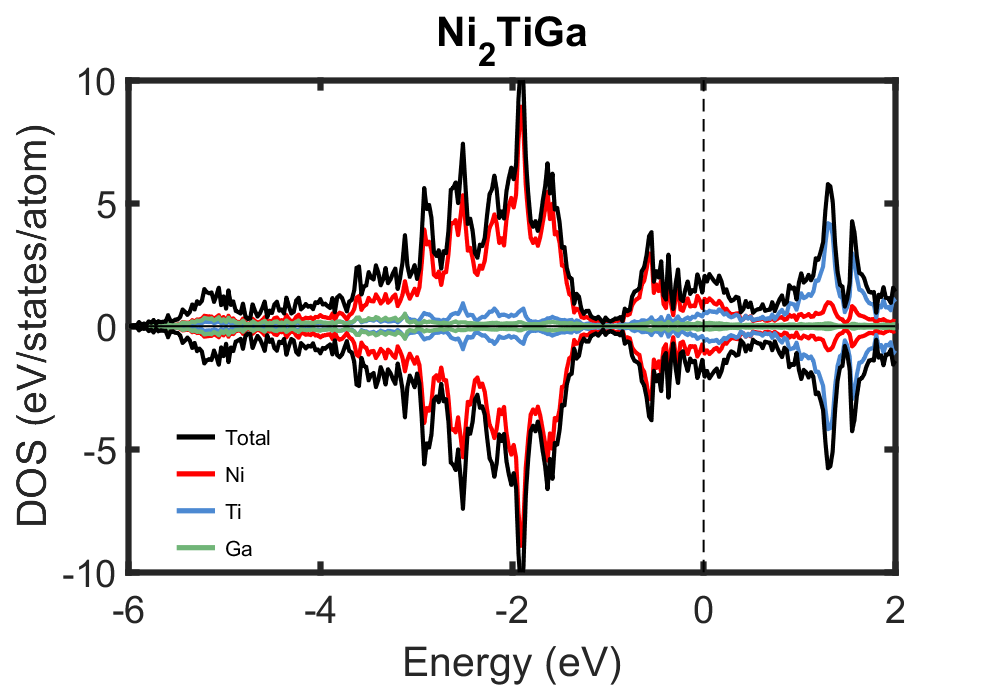 Ni2TiGa
DOS (eV/states/atom)
10
5
0
-5
-10
Total
Ni
Ti
Ga
-6 -4 -2 0 2
Energy (eV)